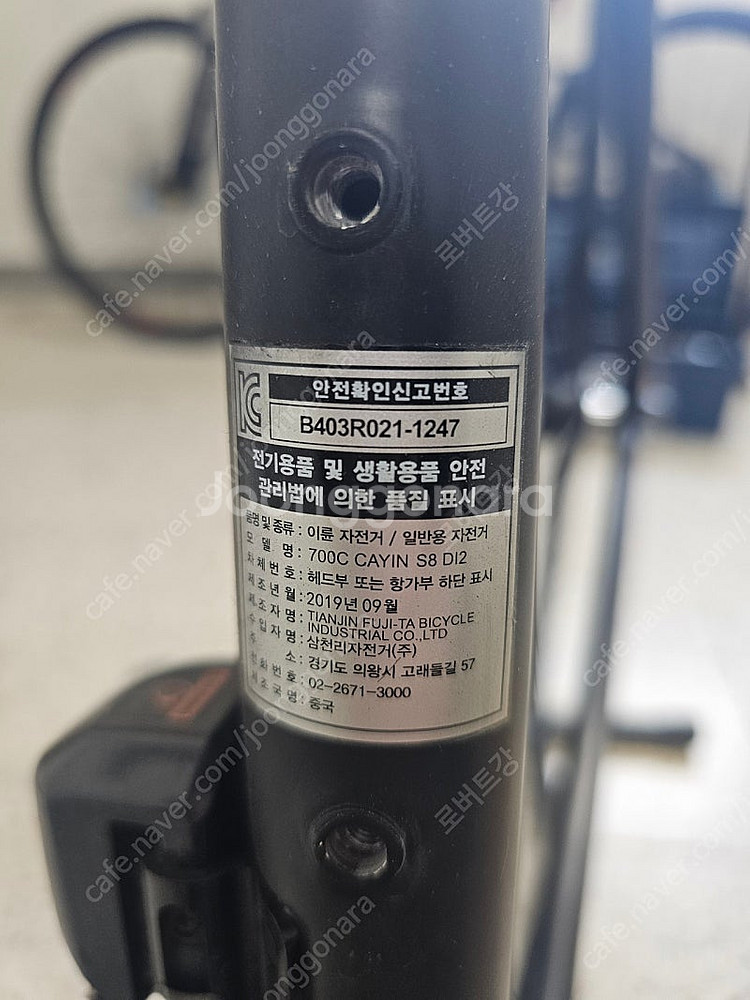 KC
안전확인신고번호
B403R021-1247
전기용품 및 생활용품 안전
관리법에 의한 품질 표시
품명및종류 : 이륜 자전거 / 일반용 자전거
모델명 : 700C CAYIN S8 DI2
차체번호 : 헤드부 또는 항가부 하단 표시
제조년월 : 2019년 09월
제조자명 : TIANJIN FUJI-TA BICYCLE
INDUSTRIAL CO.,LTD
수입자명 : 삼천리자전거(주)
주소 : 경기도 의왕시 고래들길 57
전화번호 : 02-2671-3000
제조국명 : 중국
Joonggonara
cafe.naver.com/joonggonara
로버트강